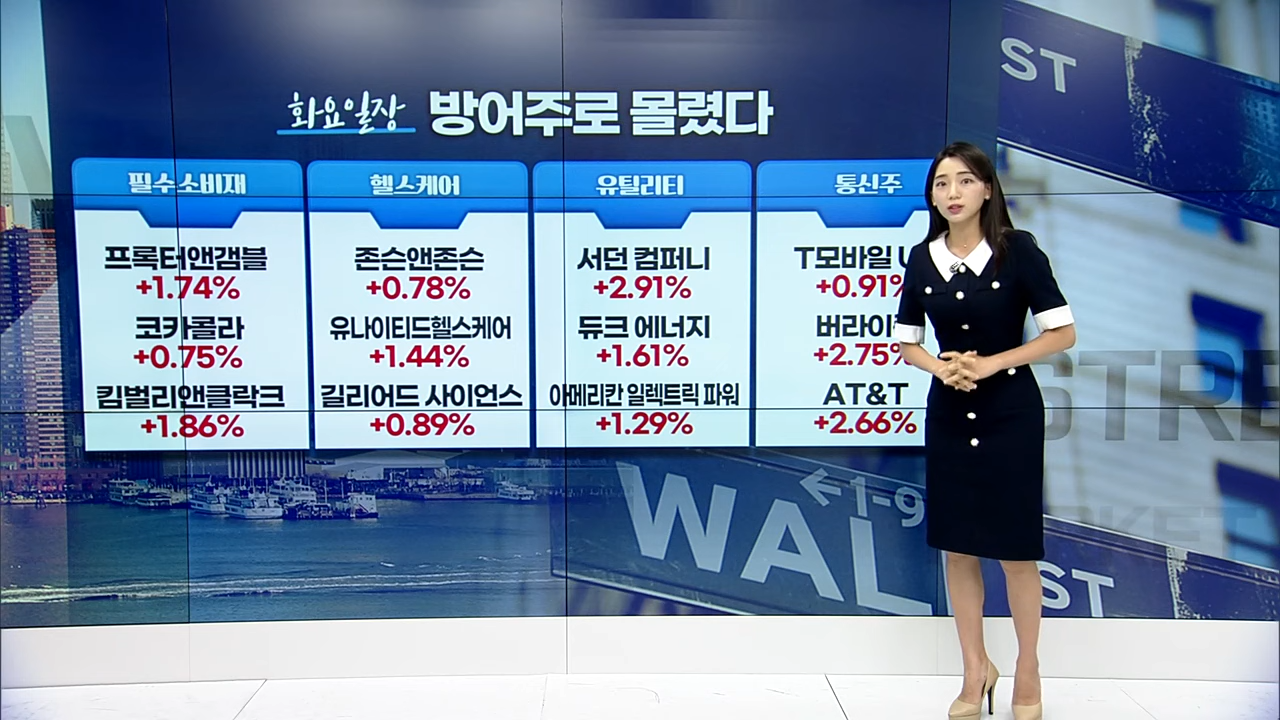 화요일장 방어주로 몰렸다
필수소비재
프록터앤갬블
+1.74%
코카콜라
+0.75%
킴벌리앤클락크
+1.86%
헬스케어
존슨앤존슨
+0.78%
유나이티드헬스케어
+1.44%
길리어드 사이언스
+0.89%
유틸리티
서던 컴퍼니
+2.91%
듀크 에너지
+1.61%
아메리칸 일렉트릭 파워
+1.29%
통신주
T모바일
+0.91%
+2.75%
AT&T
+2.66%
ST
STRE
WAL
←1-9
ST